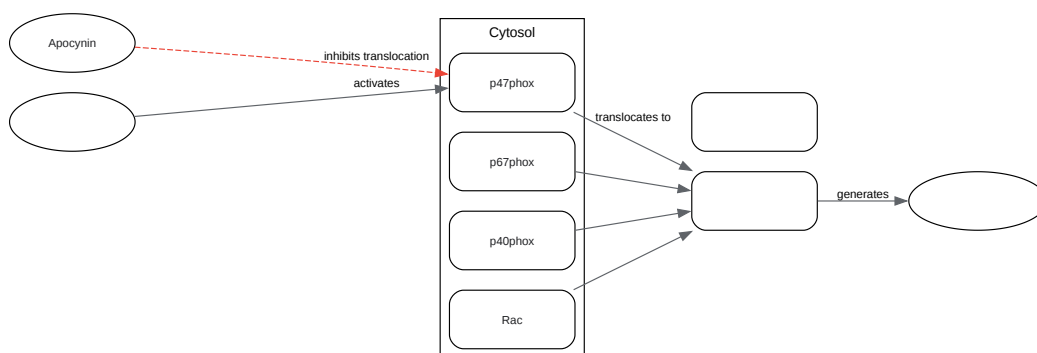 Cytosol
Apocynin
inhibits translocation
activates
p47phox
translocates to
p67phox
generates
p40phox
Rac